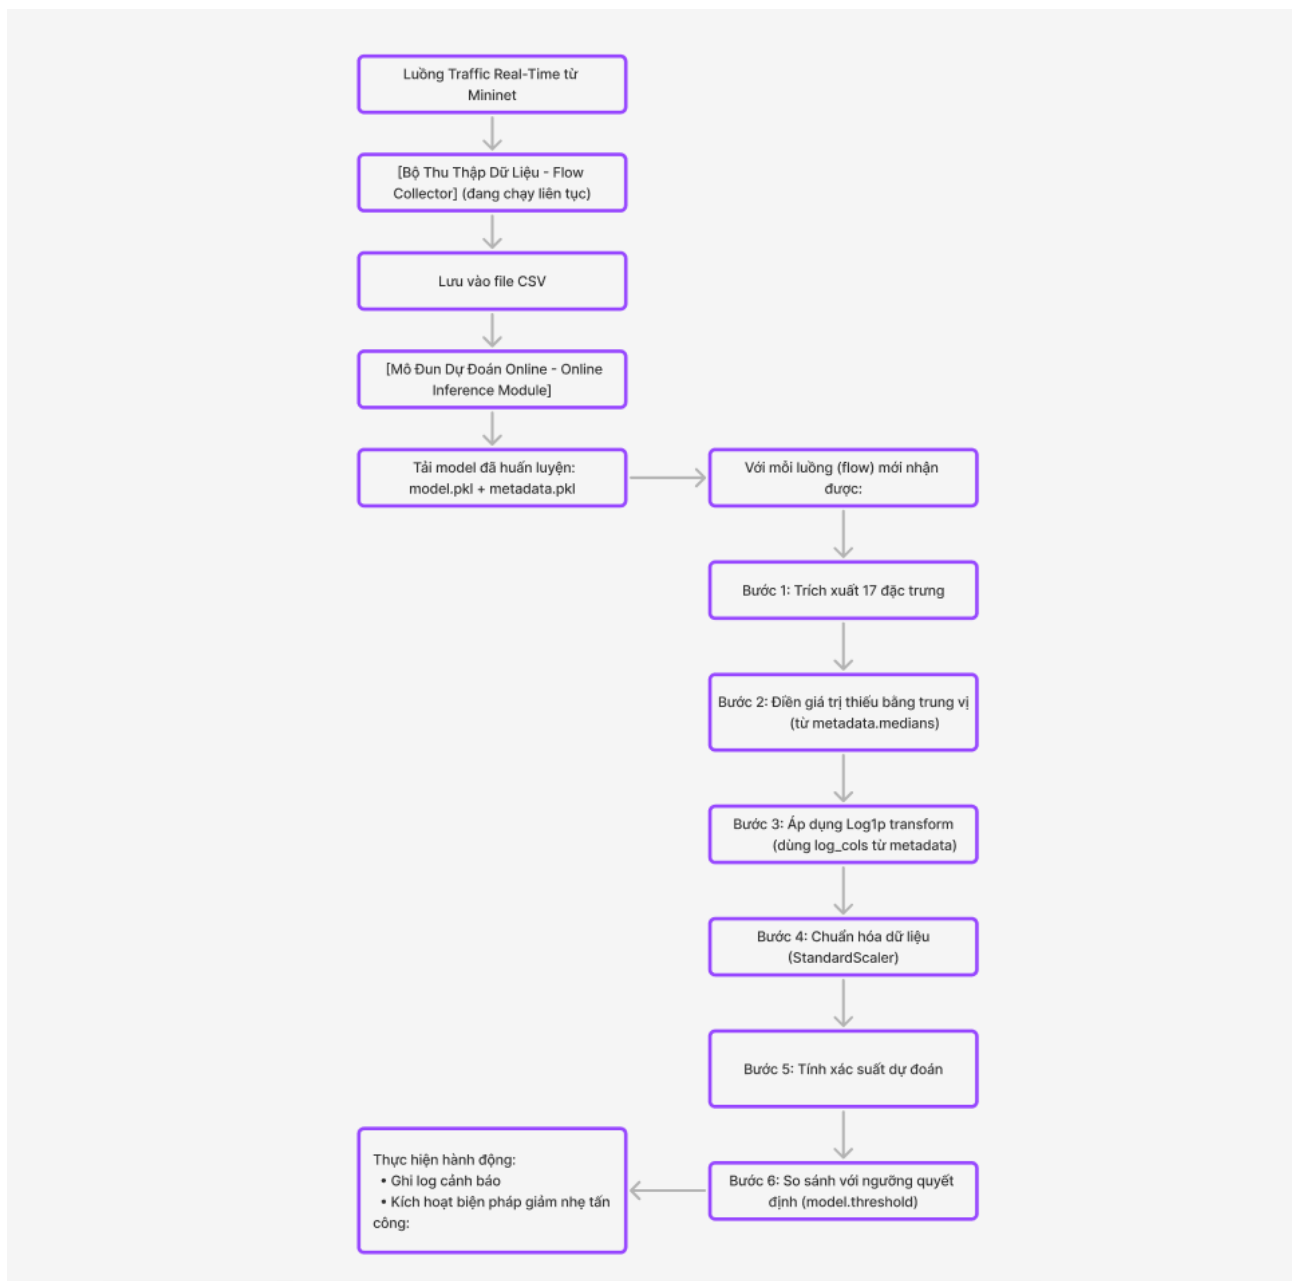 Luồng Traffic Real-Time từ
Mininet
[Bộ Thu Thập Dữ Liệu - Flow
Collector] (đang chạy liên tục)
Lưu vào file CSV
[Mô Đun Dự Đoán Online - Online
Inference Module]
Tải model đã huấn luyện:
model.pkl + metadata.pkl
Với mỗi luồng (flow) mới nhận
được:
Bước 1: Trích xuất 17 đặc trưng
Bước 2: Điền giá trị thiếu bằng trung vị
(từ metadata.medians)
Bước 3: Áp dụng Log1p transform
(dùng log_cols từ metadata)
Bước 4: Chuẩn hóa dữ liệu
(StandardScaler)
Bước 5: Tính xác suất dự đoán
Bước 6: So sánh với ngưỡng quyết
định (model.threshold)
Thực hiện hành động:
• Ghi log cảnh báo
• Kích hoạt biện pháp giảm nhẹ tấn
công: